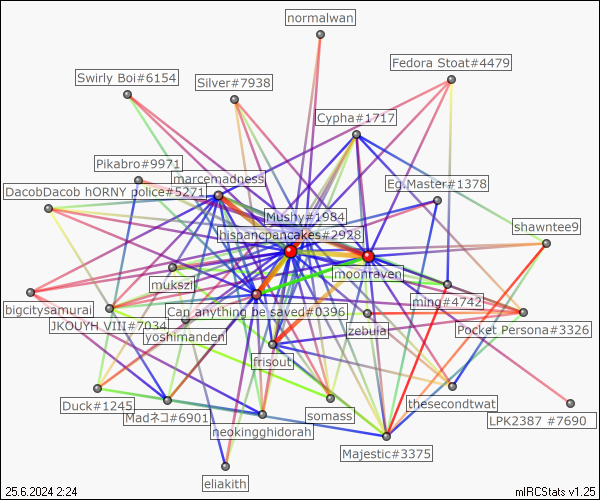 normalwan
Fedora Stoat#4479
Swirly Boi#6154
Silver#7938
Cypha#1717
Pikabro#9971
marcemadness
DacobDacob hORNY police#5271
Eg.Master#1378
Mushy#1984
hispancpancakes#2928
shawntee9
moonraven
mukszil
ming#4742
bigcitysamurai
Cap anything be saved#0396
JKOUYH VIII#7034
yoshimanden
zebuia
Pocket Persona#3326
frisout
Duck#1245
Madネコ#6901
somass
thesecondtwat
LPK2387 #7690
neokingghidorah
Majestic#3375
eliakith
25.6.2024 2:24
mIRCStats v1.25